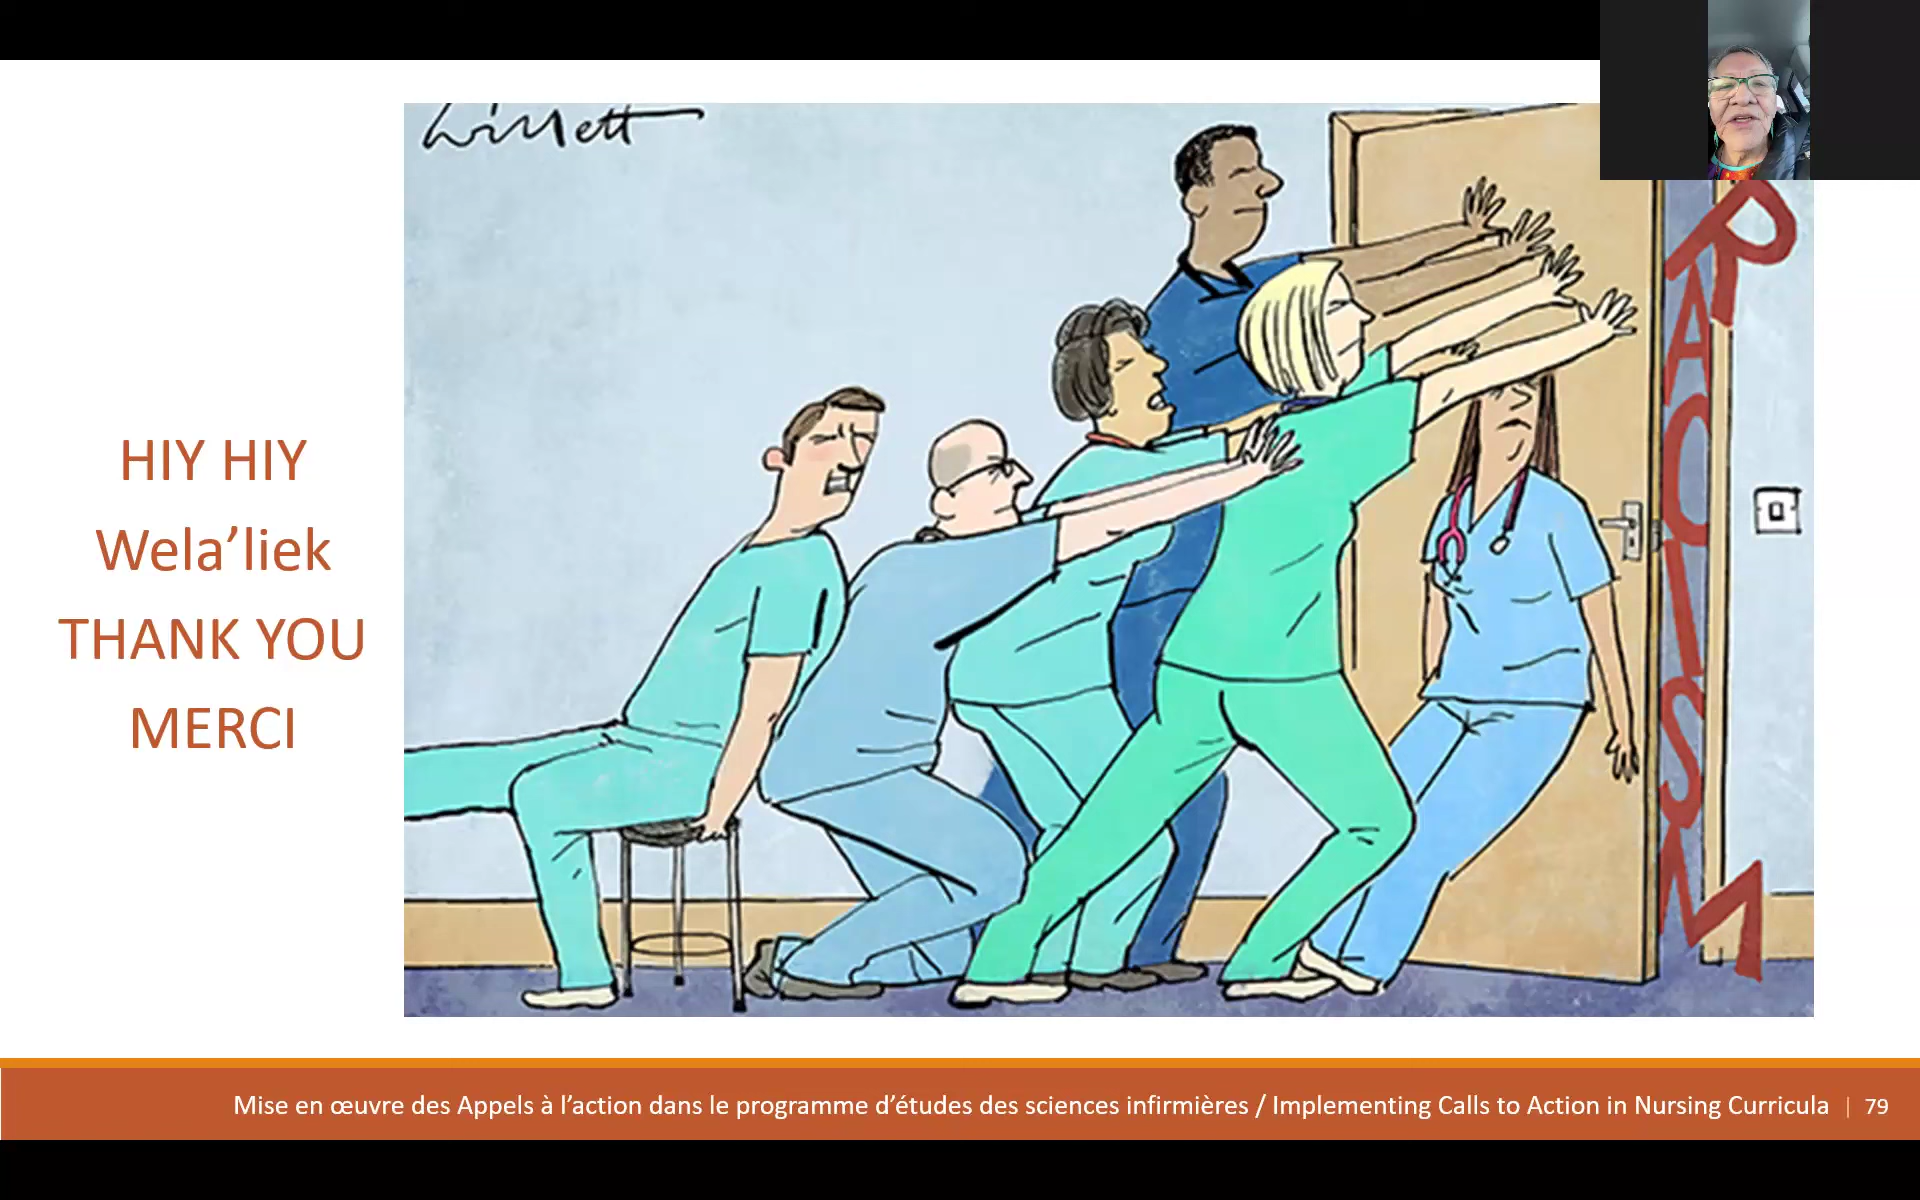 Willett
RACISM
HIY HIY
Wela’liek
THANK YOU
MERCI
Mise en œuvre des Appels à l’action dans le programme d’études des sciences infirmières / Implementing Calls to Action in Nursing Curricula | 79